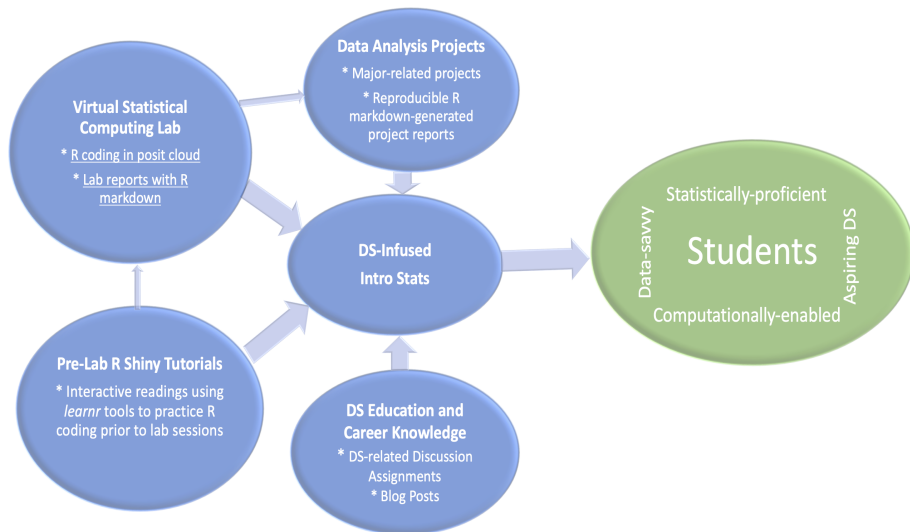 Data Analysis Projects
* Major-related projects
* Reproducible R
markdown-generated
project reports
Virtual Statistical
Computing Lab
* R coding in posit cloud
* Lab reports with R
markdown
DS-Infused
Intro Stats
Statistically-proficient
Data-savvy
Students
Aspiring DS
Computationally-enabled
Pre-Lab R Shiny Tutorials
* Interactive readings using
learnr tools to practice R
coding prior to lab sessions
DS Education and
Career Knowledge
* DS-related Discussion
Assignments
* Blog Posts